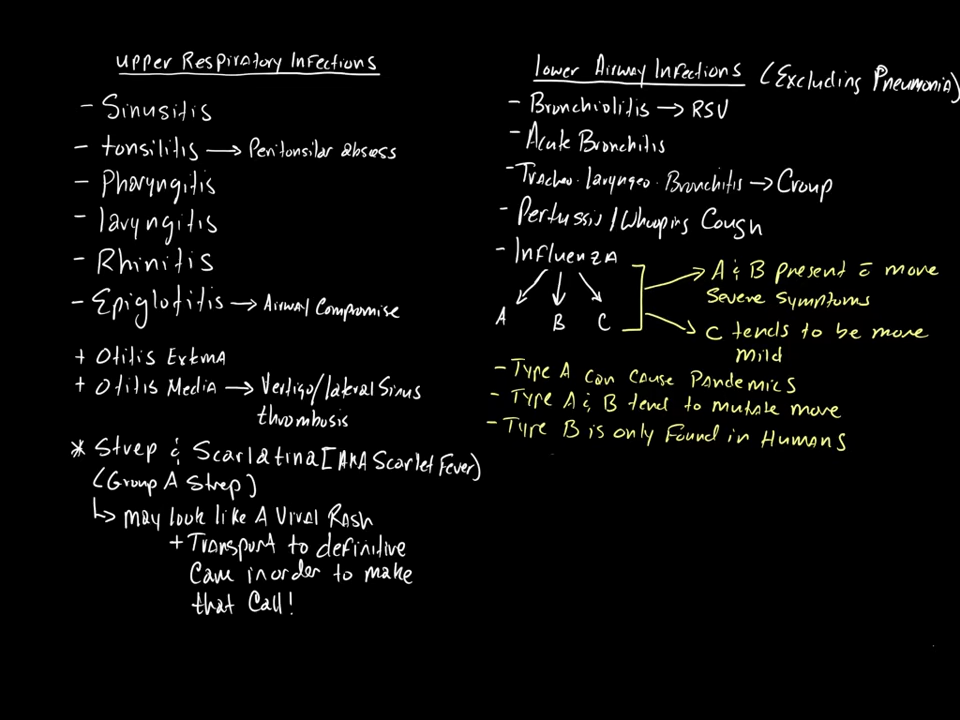 Upper Respiratory Infections
- Sinusitis
- tonsilitis → Peritonsilar absess
- Pharyngitis
- laryngitis
- Rhinitis
- Epiglotitis → Airway Compromise
+ Otitis Externa
+ Otitis Media → Vertigo/lateral Sinus
thrombosis
* Strep & Scarlatina [AKA Scarlet Fever)
(Group A Strep)
↳ may look like A Viral Rash
+ Transport to definitive
Care inorder to make
that Call!
lower Airway Infections (Excluding Pneumonia)
- Bronchiolitis → RSV
- Acute Bronchitis
- Tracheo-laryngeo-Bronchitis → Croup
- Pertussis/Whooping Cough
- Influenza
A B C
→ A & B present c̄ more
Severe Symptoms
→ C tends to be more
mild
- Type A can cause Pandemics
- Type A & B tend to mutate more
- Type B is only Found in Humans